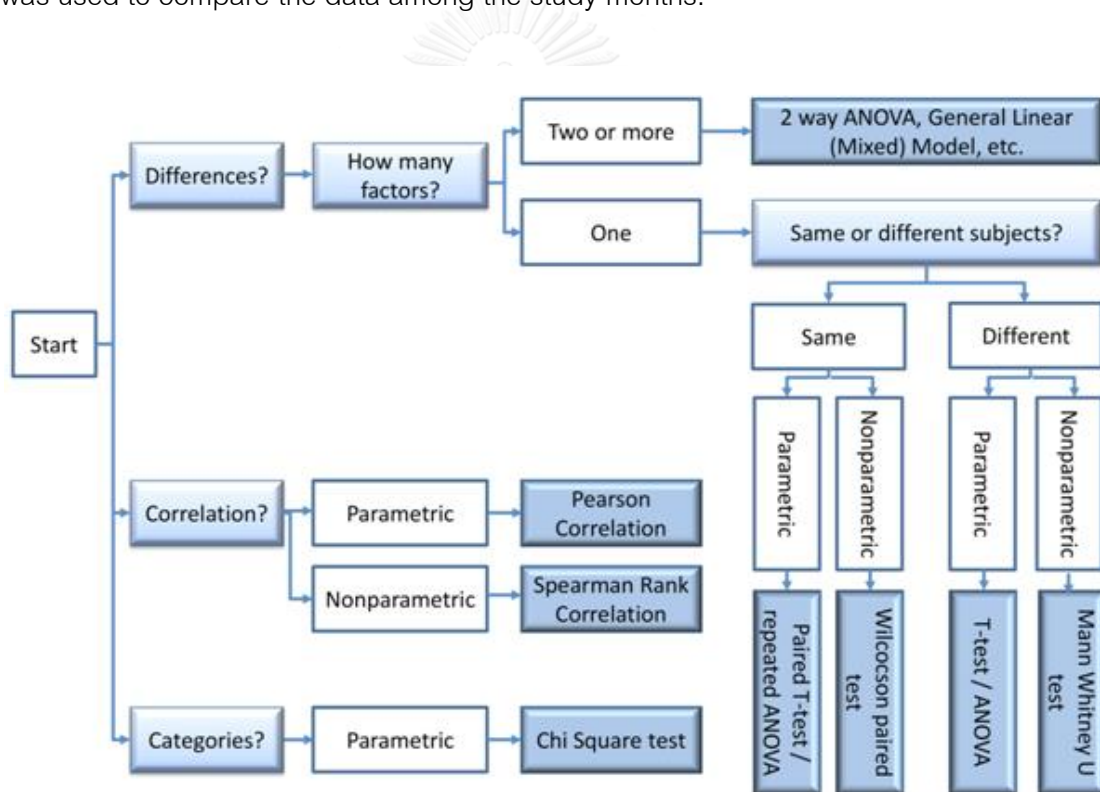 was used to compare the data among the study months.
Two or more
2 way ANOVA, General Linear
(Mixed) Model, etc.
Differences?
How many
factors?
One
Same or different subjects?
Start
Same
Different
Parametric
Nonparametric
Parametric
Nonparametric
Correlation?
Parametric
Pearson
Correlation
Nonparametric
Spearman Rank
Correlation
Paired T-test /
repeated ANOVA
Wilcocson paired
test
T-test / ANOVA
Mann Whitney U
test
Categories?
Parametric
Chi Square test